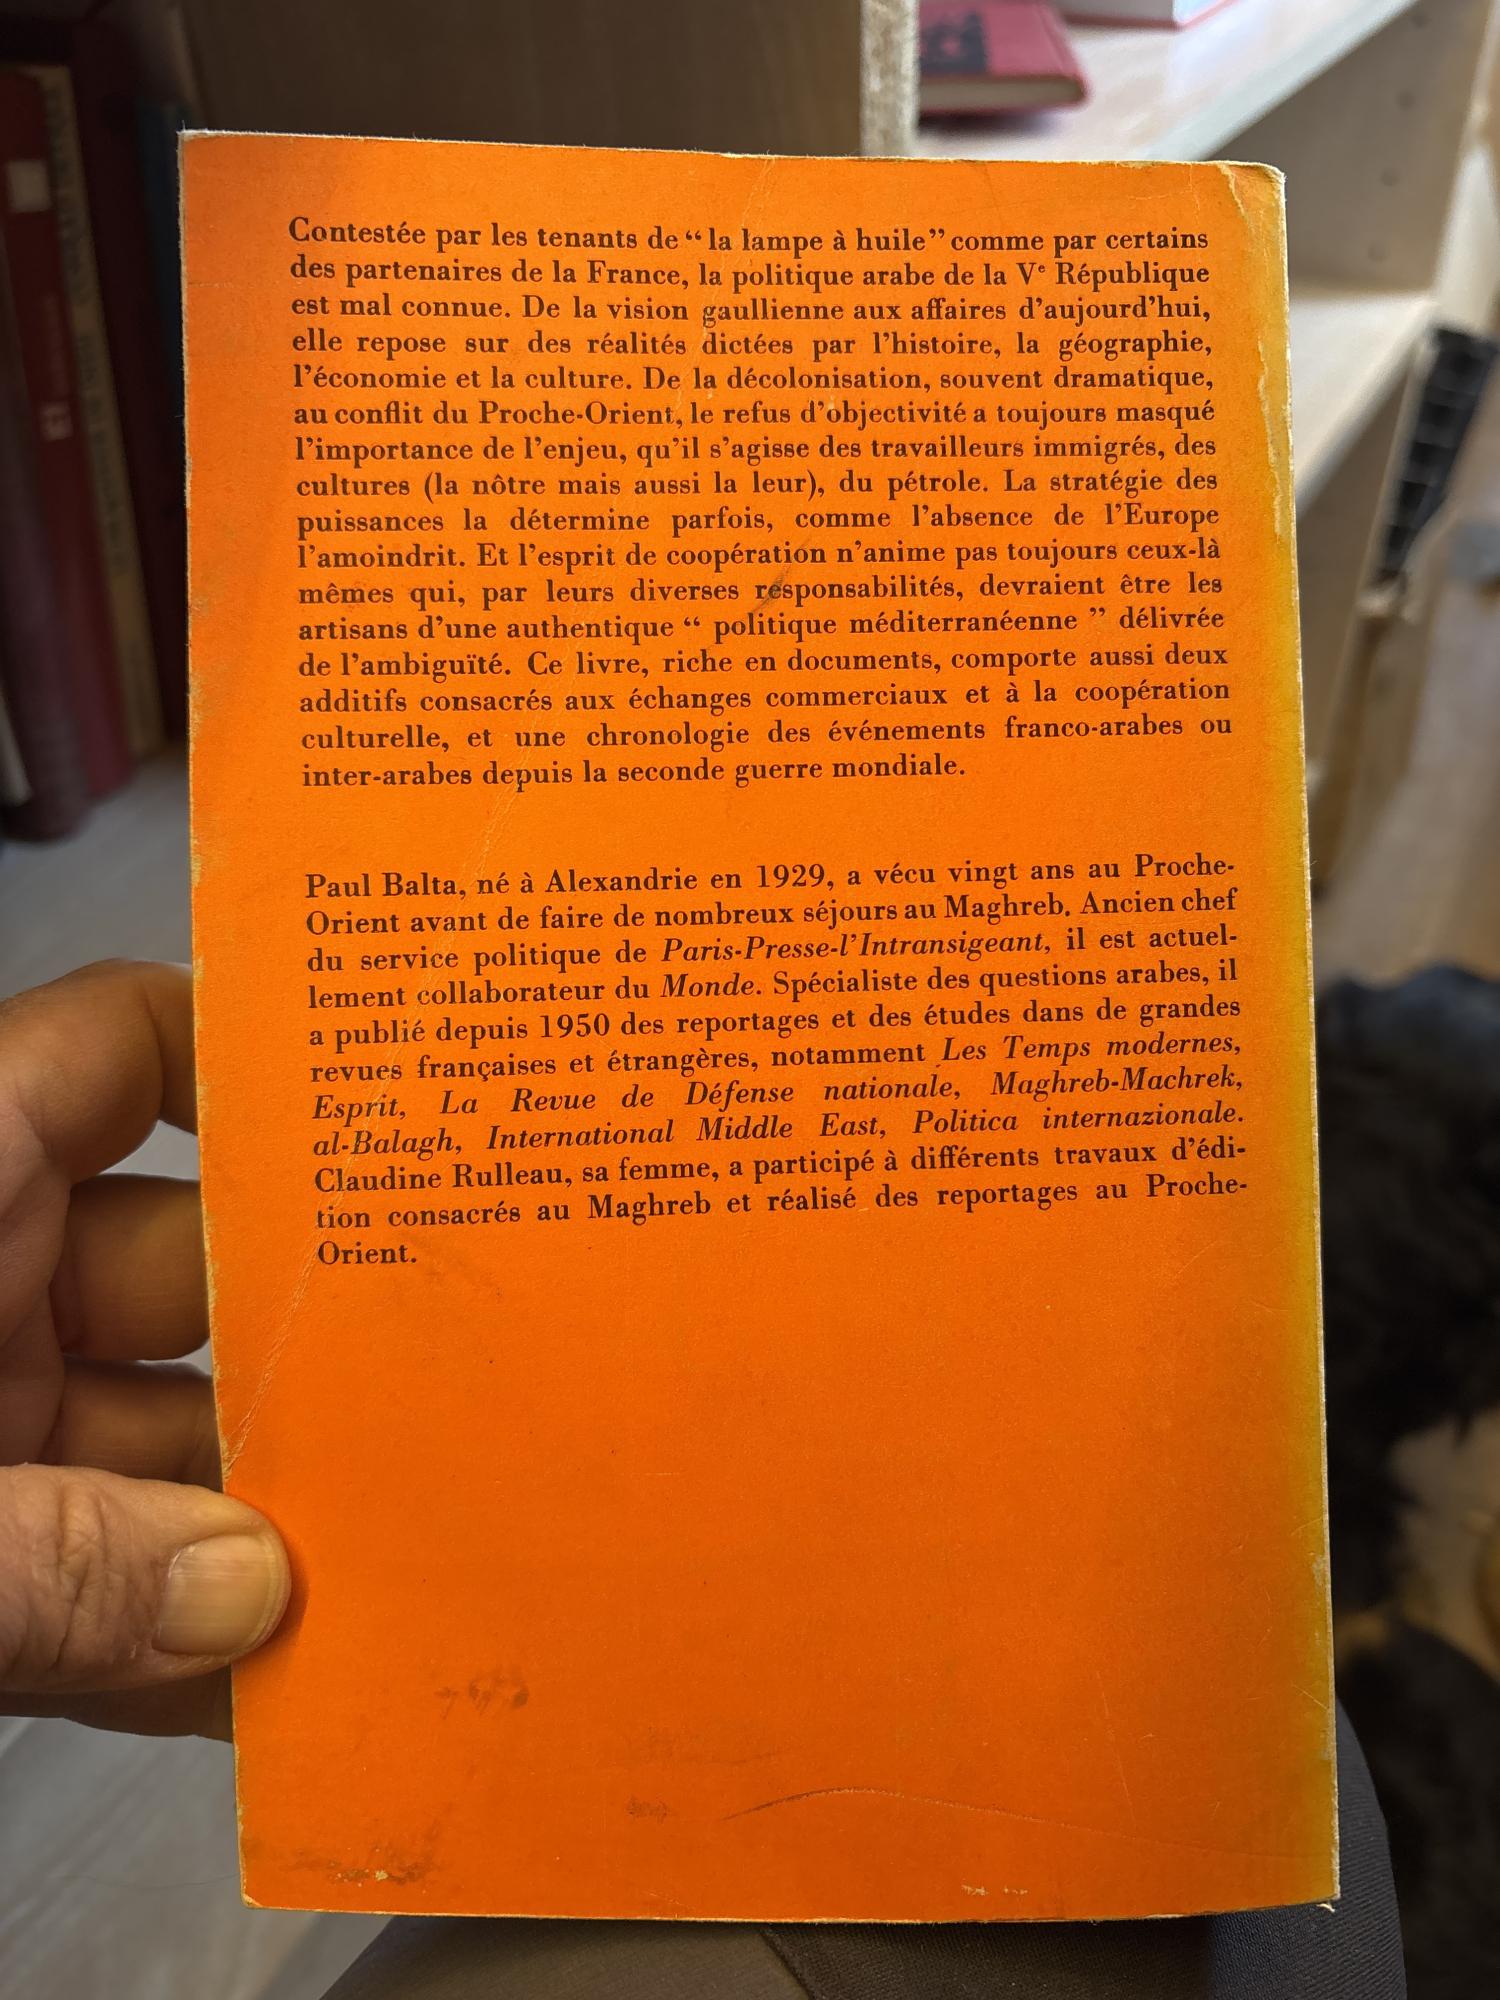 Contestée par les tenants de “ la lampe à huile ” comme par certains
des partenaires de la France, la politique arabe de la Vᵉ République
est mal connue. De la vision gaullienne aux affaires d’aujourd’hui,
elle repose sur des réalités dictées par l’histoire, la géographie,
l’économie et la culture. De la décolonisation, souvent dramatique,
au conflit du Proche-Orient, le refus d’objectivité a toujours masqué
l’importance de l’enjeu, qu’il s’agisse des travailleurs immigrés, des
cultures (la nôtre mais aussi la leur), du pétrole. La stratégie des
puissances la détermine parfois, comme l’absence de l’Europe
l’amoindrit. Et l’esprit de coopération n’anime pas toujours ceux-là
mêmes qui, par leurs diverses responsabilités, devraient être les
artisans d’une authentique “ politique méditerranéenne ” délivrée
de l’ambiguïté. Ce livre, riche en documents, comporte aussi deux
additifs consacrés aux échanges commerciaux et à la coopération
culturelle, et une chronologie des événements franco-arabes ou
inter-arabes depuis la seconde guerre mondiale.
Paul Balta, né à Alexandrie en 1929, a vécu vingt ans au Proche-
Orient avant de faire de nombreux séjours au Maghreb. Ancien chef
du service politique de Paris-Presse-l’Intransigeant, il est actuel-
lement collaborateur du Monde. Spécialiste des questions arabes, il
a publié depuis 1950 des reportages et des études dans de grandes
revues françaises et étrangères, notamment Les Temps modernes,
Esprit, La Revue de Défense nationale, Maghreb-Machrek,
al-Balagh, International Middle East, Politica internazionale.
Claudine Rulleau, sa femme, a participé à différents travaux d’édi-
tion consacrés au Maghreb et réalisé des reportages au Proche-
Orient.